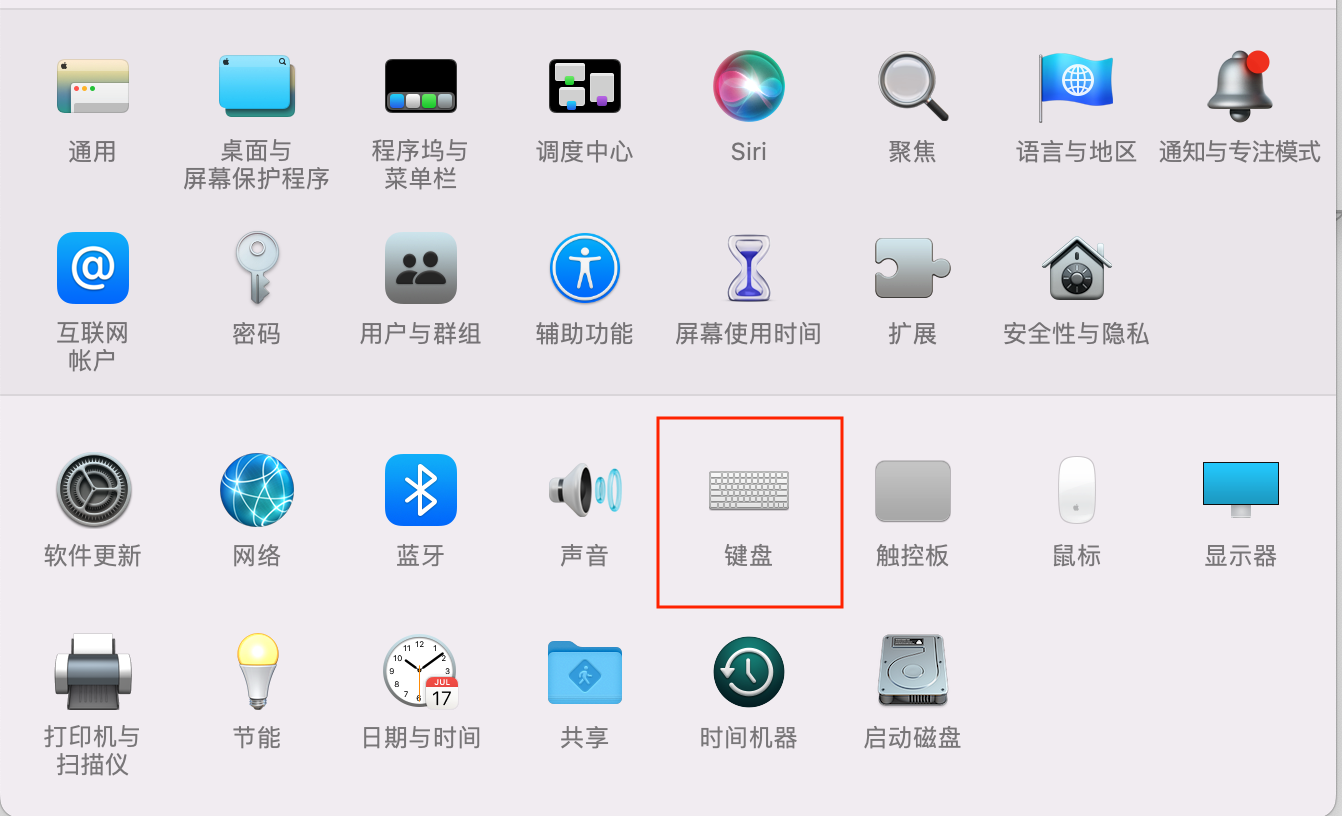 通用
桌面与
屏幕保护程序
程序坞与
菜单栏
调度中心
Siri
聚焦
语言与地区
通知与专注模式
互联网
帐户
密码
用户与群组
辅助功能
屏幕使用时间
扩展
安全性与隐私
软件更新
网络
蓝牙
声音
键盘
触控板
鼠标
显示器
打印机与
扫描仪
节能
JUL
17
日期与时间
共享
时间机器
启动磁盘